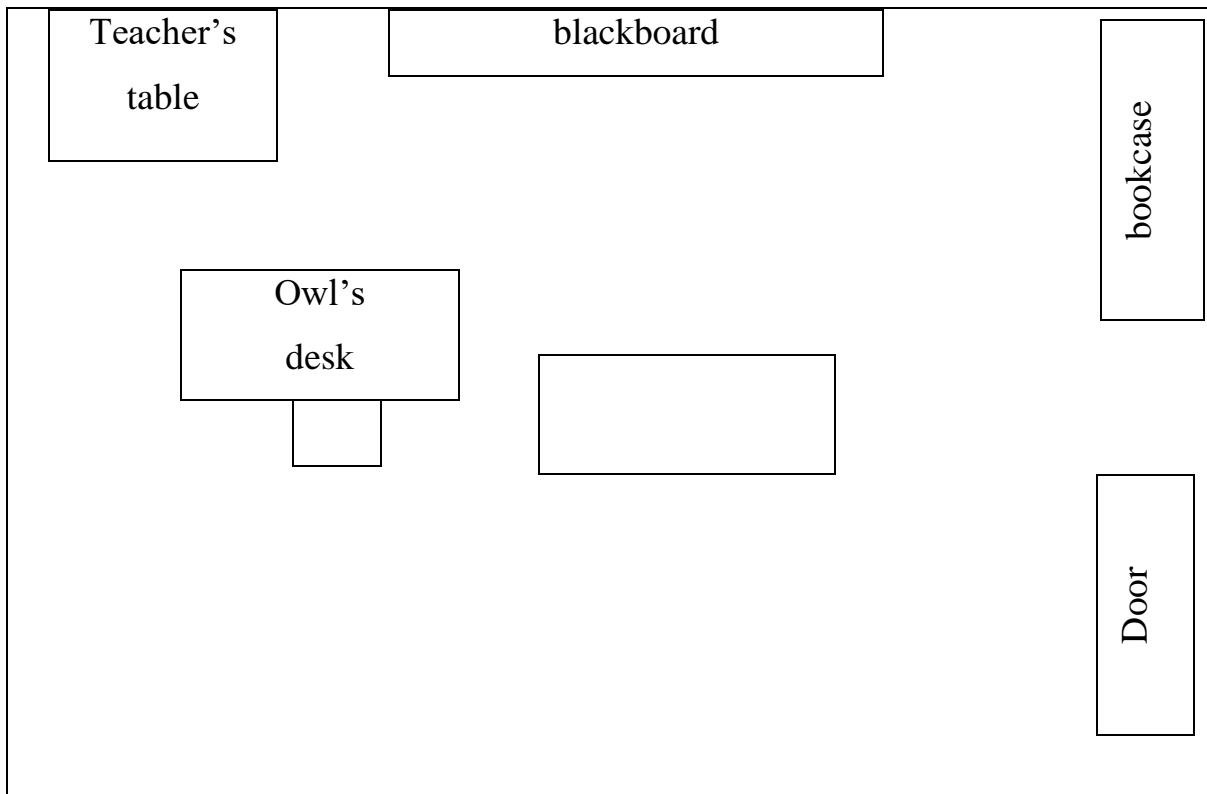 Teacher’s
table
blackboard
bookcase
Owl’s
desk
Door